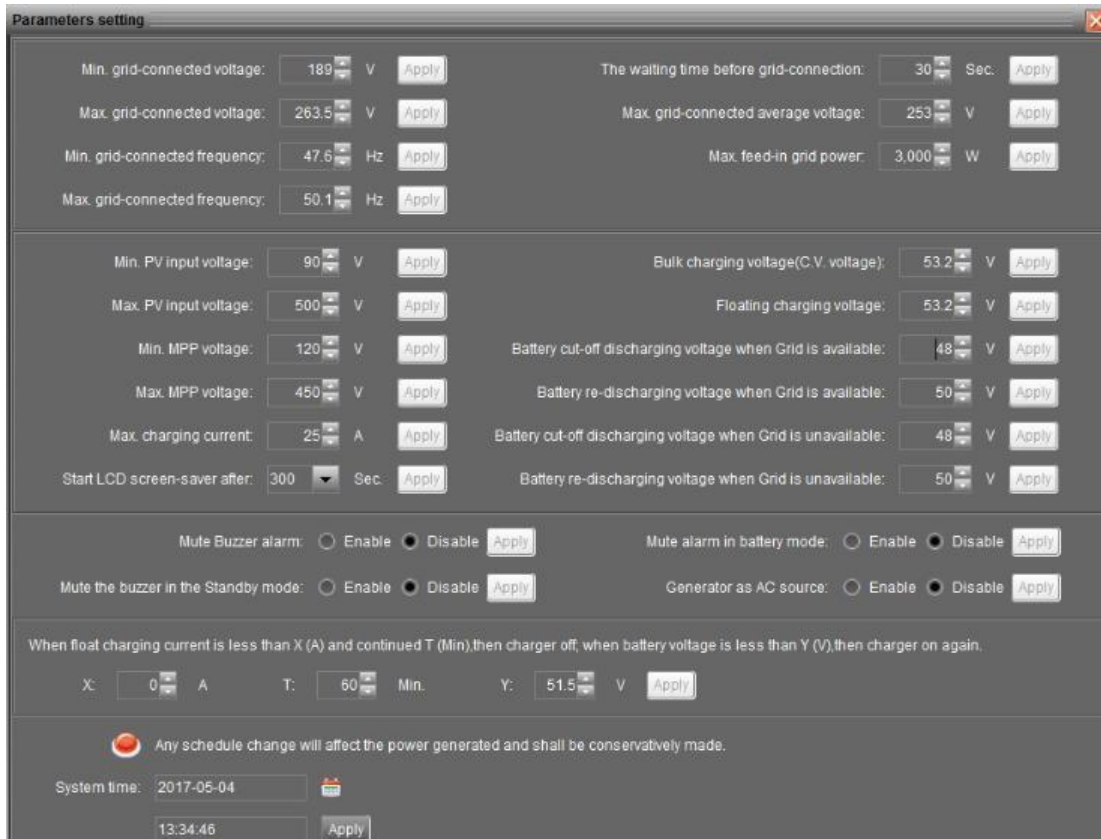 Parameters setting
Min. grid-connected voltage: 189 V Apply The waiting time before grid-connection: 30 Sec. Apply
Max. grid-connected voltage: 263.5 V Apply Max. grid-connected average voltage: 253 V Apply
Min. grid-connected frequency: 47.6 Hz Apply Max. feed-in grid power: 3,000 W Apply
Max. grid-connected frequency: 50.1 Hz Apply
Min. PV input voltage: 90 V Apply Bulk charging voltage(C.V. voltage): 53.2 V Apply
Max. PV input voltage: 500 V Apply Floating charging voltage: 53.2 V Apply
Min. MPP voltage: 120 V Apply Battery cut-off discharging voltage when Grid is available: 48 V Apply
Max. MPP voltage: 450 V Apply Battery re-discharging voltage when Grid is available: 50 V Apply
Max. charging current: 25 A Apply Battery cut-off discharging voltage when Grid is unavailable: 48 V Apply
Start LCD screen-saver after: 300 Sec. Apply Battery re-discharging voltage when Grid is unavailable: 50 V Apply
Mute Buzzer alarm: Enable Disable Apply Mute alarm in battery mode: Enable Disable Apply
Mute the buzzer in the Standby mode: Enable Disable Apply Generator as AC source: Enable Disable Apply
When float charging current is less than X (A) and continued T (Min),then charger off, when battery voltage is less than Y (V),then charger on again.
X: 0 A T: 60 Min. Y: 51.5 V Apply
Any schedule change will affect the power generated and shall be conservatively made.
System time: 2017-05-04
13:34:46 Apply